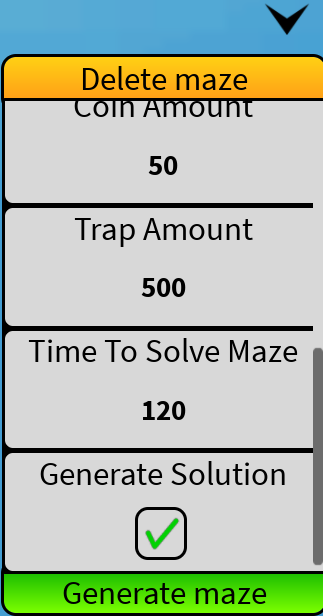 Delete maze
Coin Amount
50
Trap Amount
500
Time To Solve Maze
120
Generate Solution
Generate maze